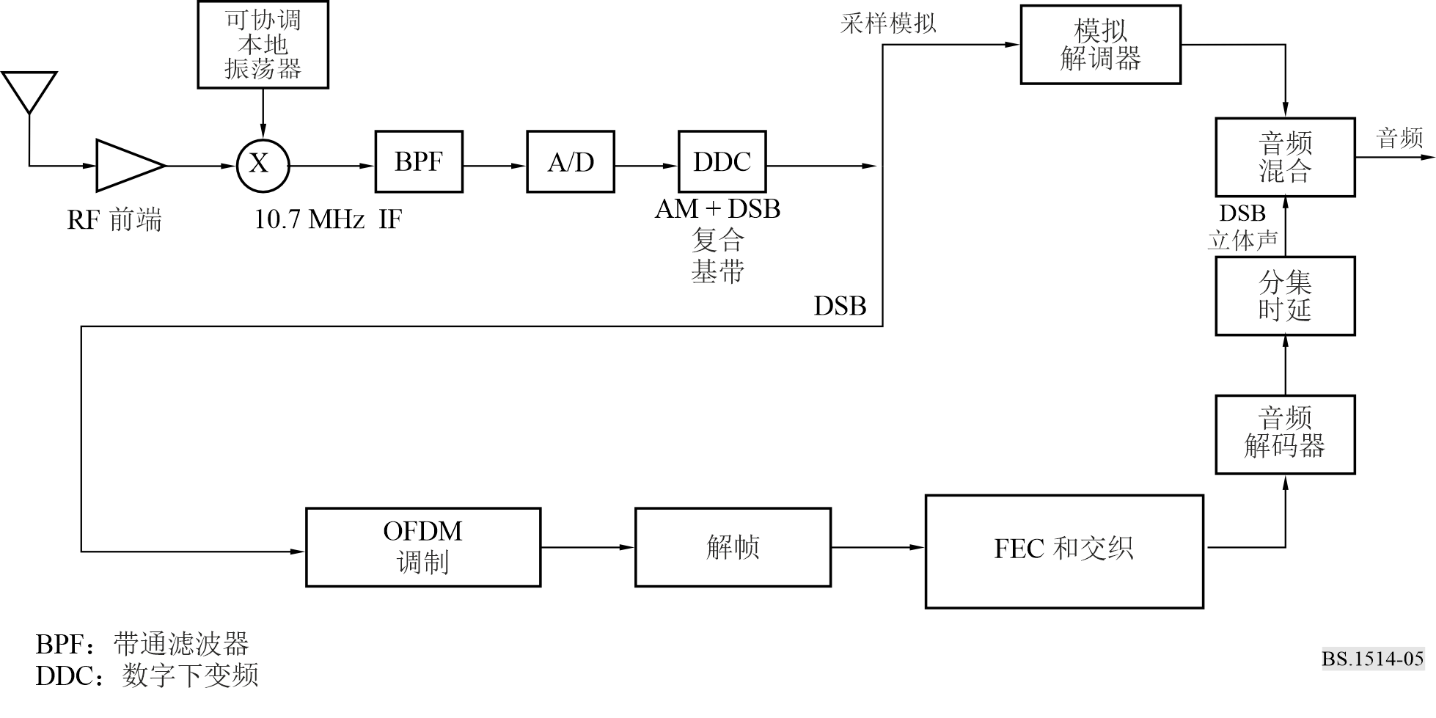 可协调
本地
振荡器
采样模拟
模拟
解调器
X
BPF
A/D
DDC
音频
混合
音频
RF 前端
10.7 MHz IF
AM + DSB
复合
基带
DSB
立体声
分集
时延
DSB
音频
解码器
OFDM
调制
解帧
FEC 和交织
BPF：带通滤波器
DDC：数字下变频
BS.1514-05